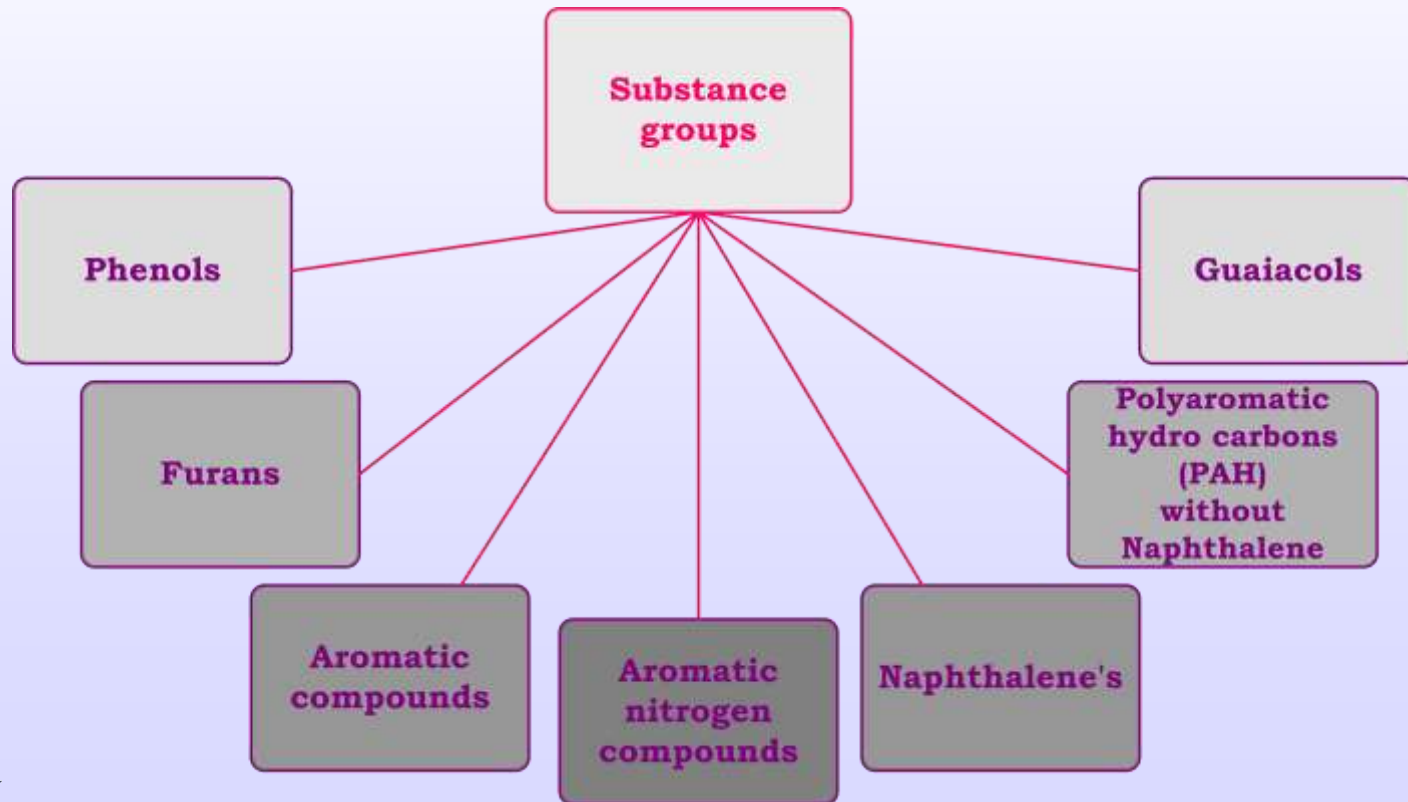 Substance
groups
Phenols
Guaiacols
Furans
Polyaromatic
hydro carbons
(PAH)
without
Naphthalene
Aromatic
compounds
Aromatic
nitrogen
compounds
Naphthalene's